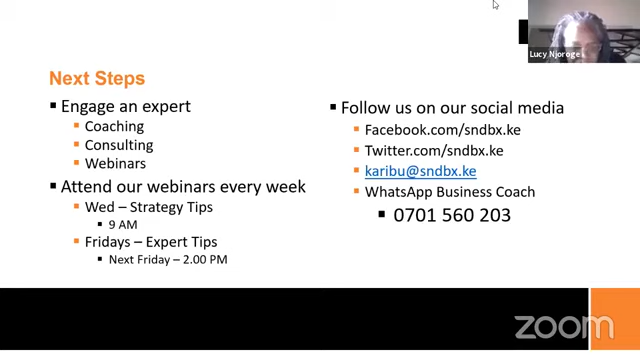 Lucy Njoroge
Next Steps
Engage an expert
Coaching
Consulting
Webinars
Attend our webinars every week
Wed – Strategy Tips
9 AM
Fridays – Expert Tips
Next Friday – 2.00 PM
Follow us on our social media
Facebook.com/sndbx.ke
Twitter.com/sndbx.ke
karibu@sndbx.ke
WhatsApp Business Coach
0701 560 203
zoom